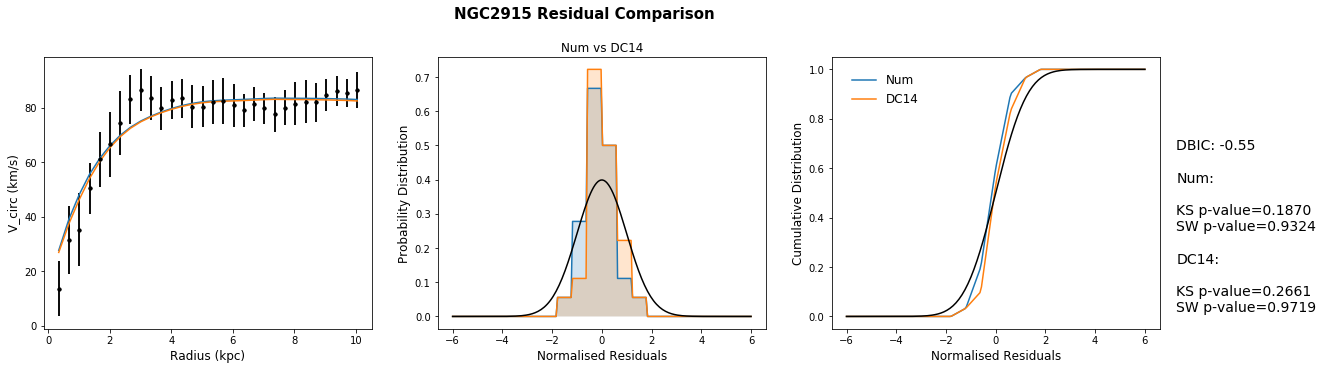 NGC2915 Residual Comparison
V_circ (km/s)
80
60
40
20
0
0 2 4 6 8 10
Radius (kpc)
Num vs DC14
Probability Distribution
0.7
0.6
0.5
0.4
0.3
0.2
0.1
0.0
−6 −4 −2 0 2 4 6
Normalised Residuals
Cumulative Distribution
1.0
0.8
0.6
0.4
0.2
0.0
Num
DC14
−6 −4 −2 0 2 4 6
Normalised Residuals
DBIC: -0.55
Num:
KS p-value=0.1870
SW p-value=0.9324
DC14:
KS p-value=0.2661
SW p-value=0.9719